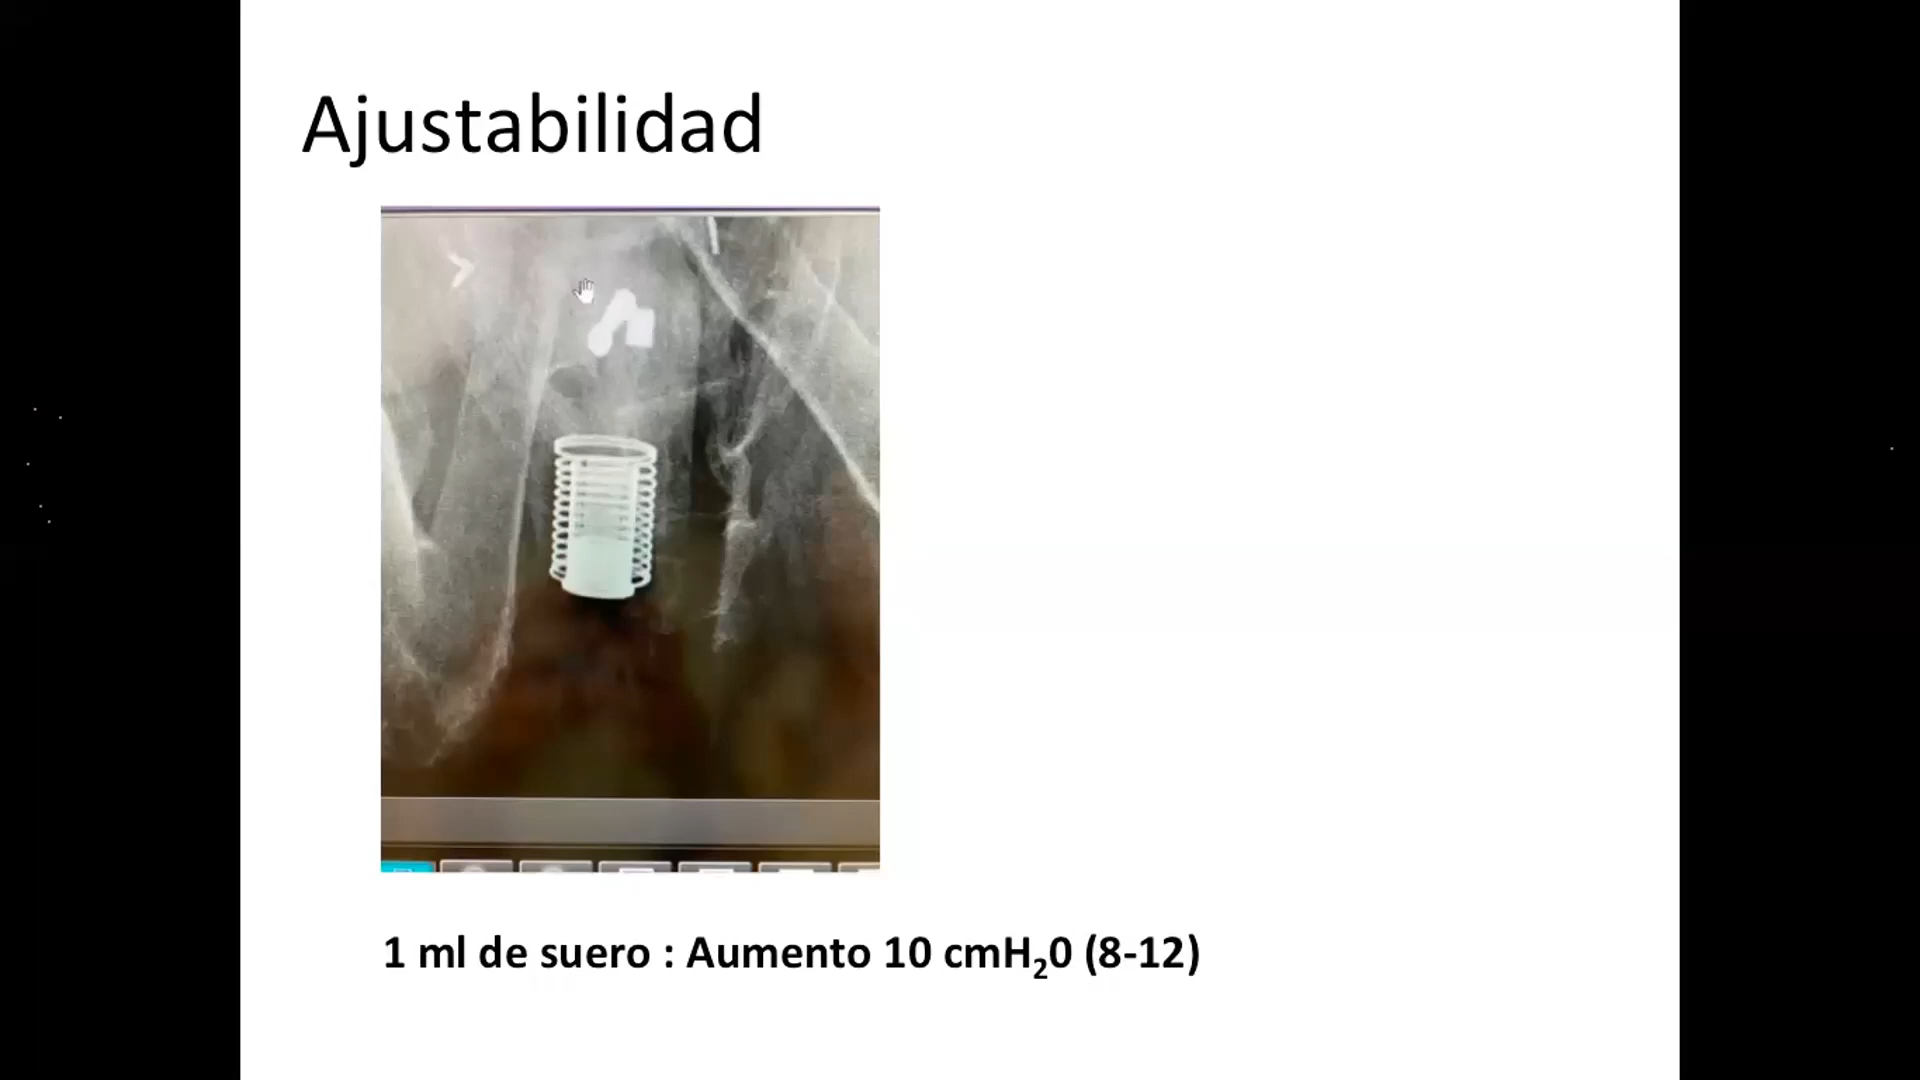 Ajustabilidad
1 ml de suero : Aumento 10 cmH₂0 (8-12)